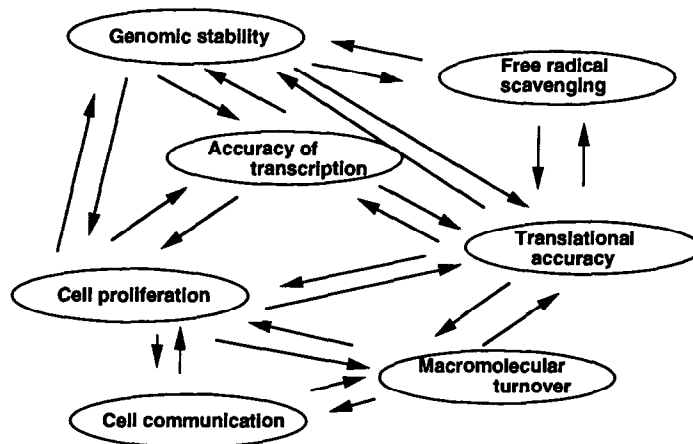 Genomic stability
Free radical
scavenging
Accuracy of
transcription
Translational
accuracy
Cell proliferation
Macromolecular
turnover
Cell communication